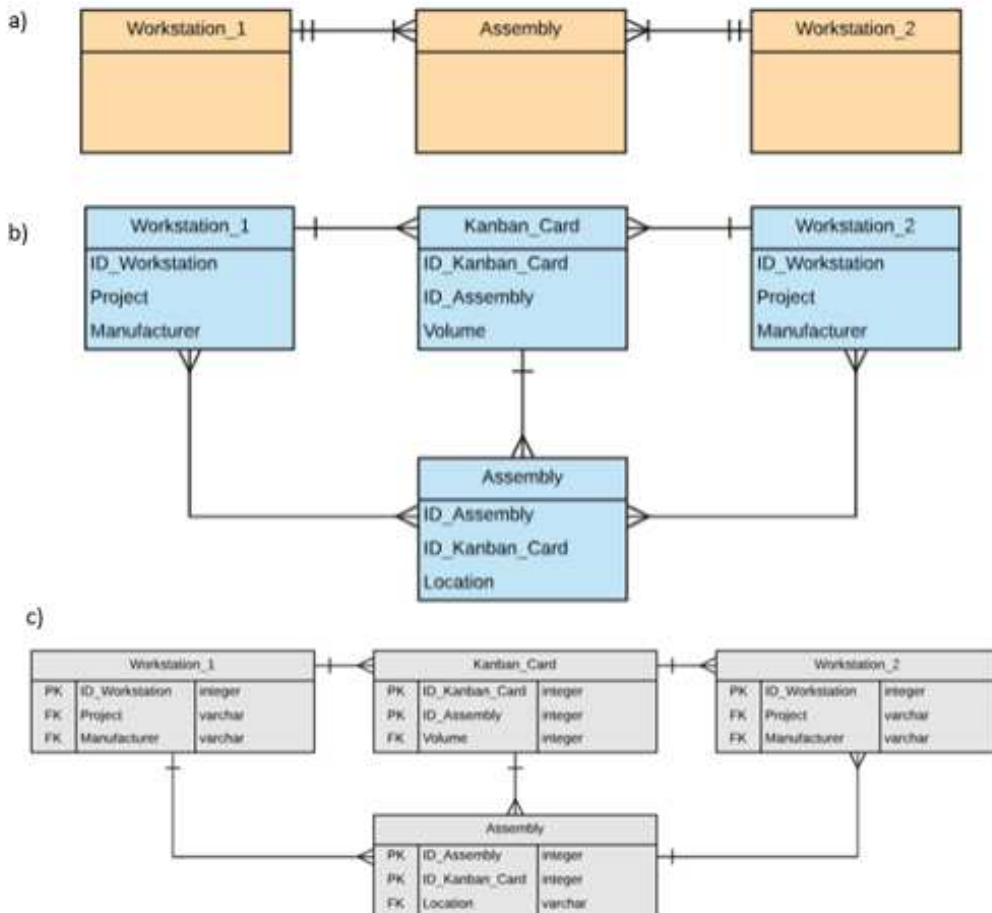 a)
Workstation_1 Assembly Workstation_2
b)
Workstation_1 Kanban_Card Workstation_2
ID_Workstation ID_Kanban_Card ID_Workstation
Project ID_Assembly Project
Manufacturer Volume Manufacturer
Assembly
ID_Assembly
ID_Kanban_Card
Location
c)
Workstation_1 Kanban_Card Workstation_2
PK ID_Workstation integer PK ID_Kanban_Card integer PK ID_Workstation integer
FK Project varchar PK ID_Assembly integer FK Project varchar
FK Manufacturer varchar FK Volume integer FK Manufacturer varchar
Assembly
PK ID_Assembly integer
PK ID_Kanban_Card integer
FK Location varchar